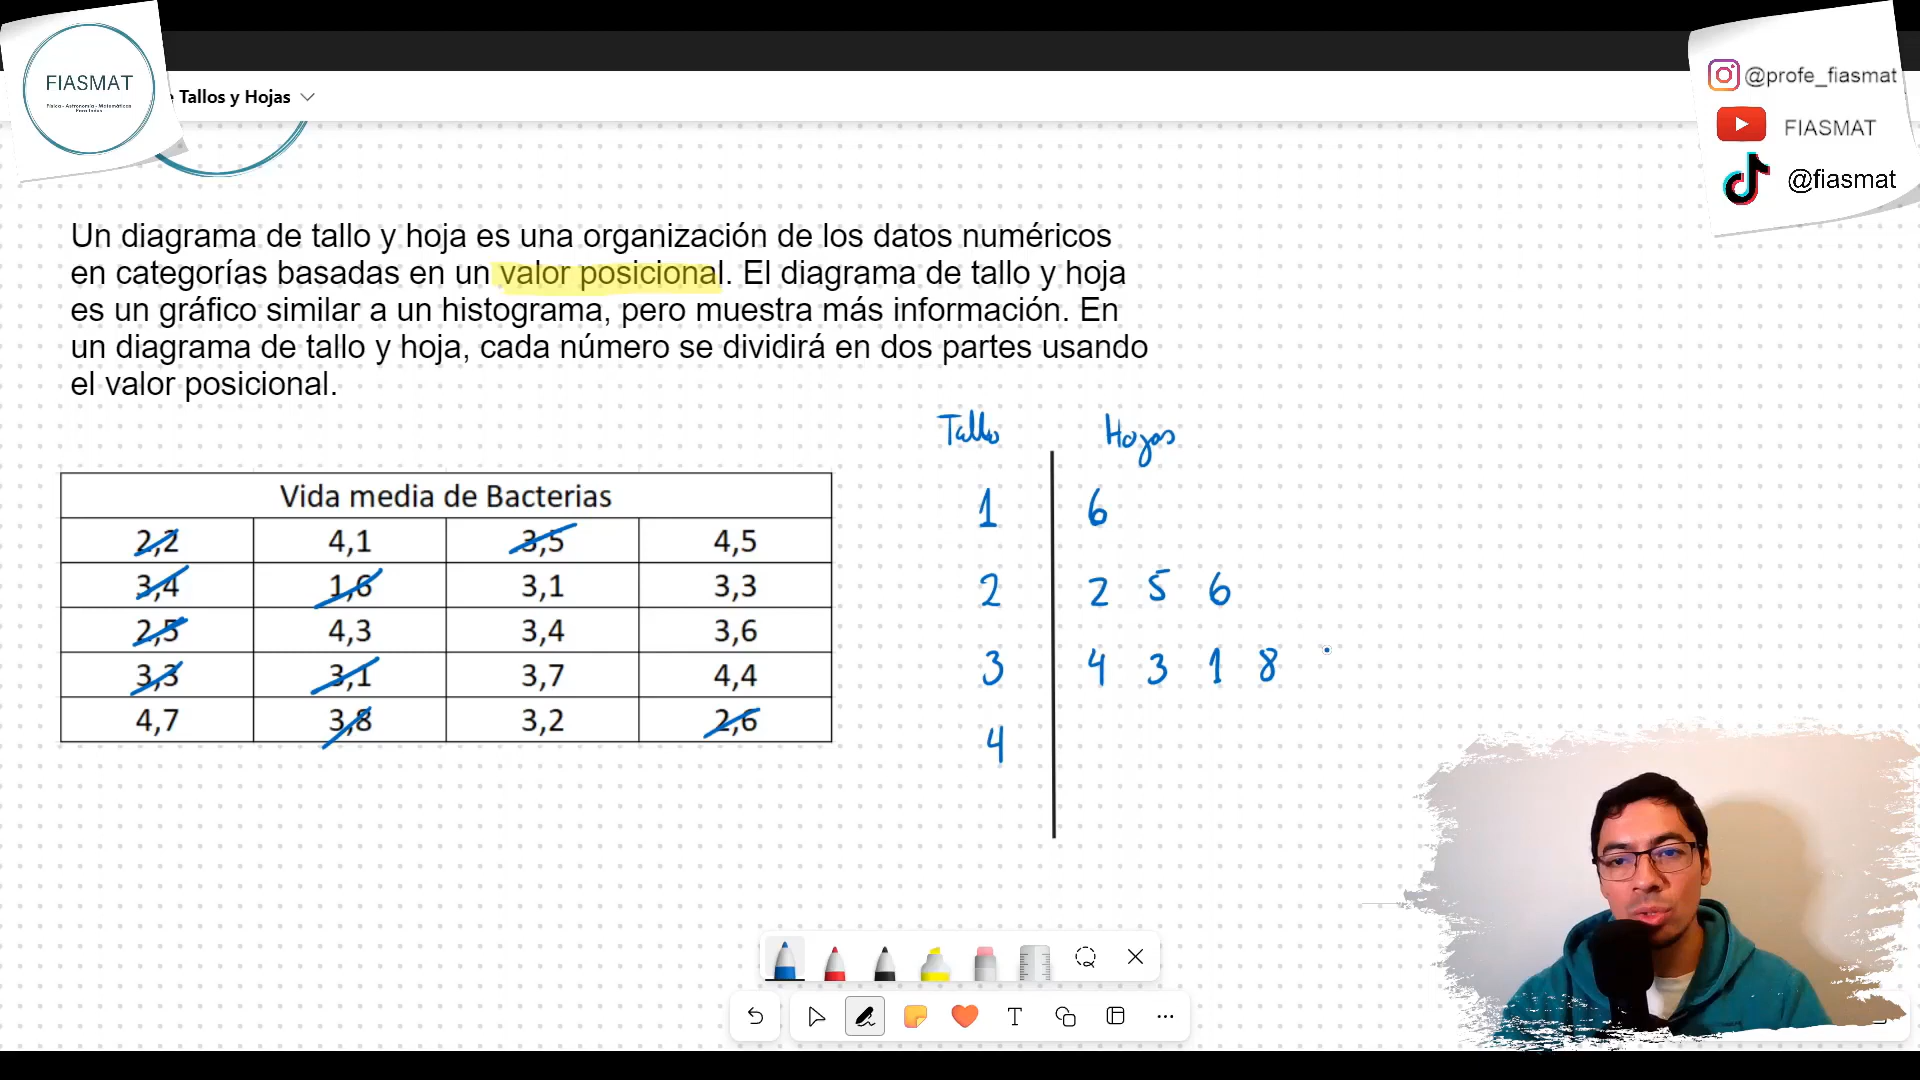 FIASMAT
Física - Astronomía - Matemáticas
Para todos
Tallos y Hojas
@profe_fiasmat
FIASMAT
@fiasmat
Un diagrama de tallo y hoja es una organización de los datos numéricos
en categorías basadas en un valor posicional. El diagrama de tallo y hoja
es un gráfico similar a un histograma, pero muestra más información. En
un diagrama de tallo y hoja, cada número se dividirá en dos partes usando
el valor posicional.
Vida media de Bacterias
2,2 4,1 3,5 4,5
3,4 1,6 3,1 3,3
2,5 4,3 3,4 3,6
3,3 3,1 3,7 4,4
4,7 3,8 3,2 2,6
Tallo Hojas
1 6
2 2 5 6
3 4 3 1 8
4
T